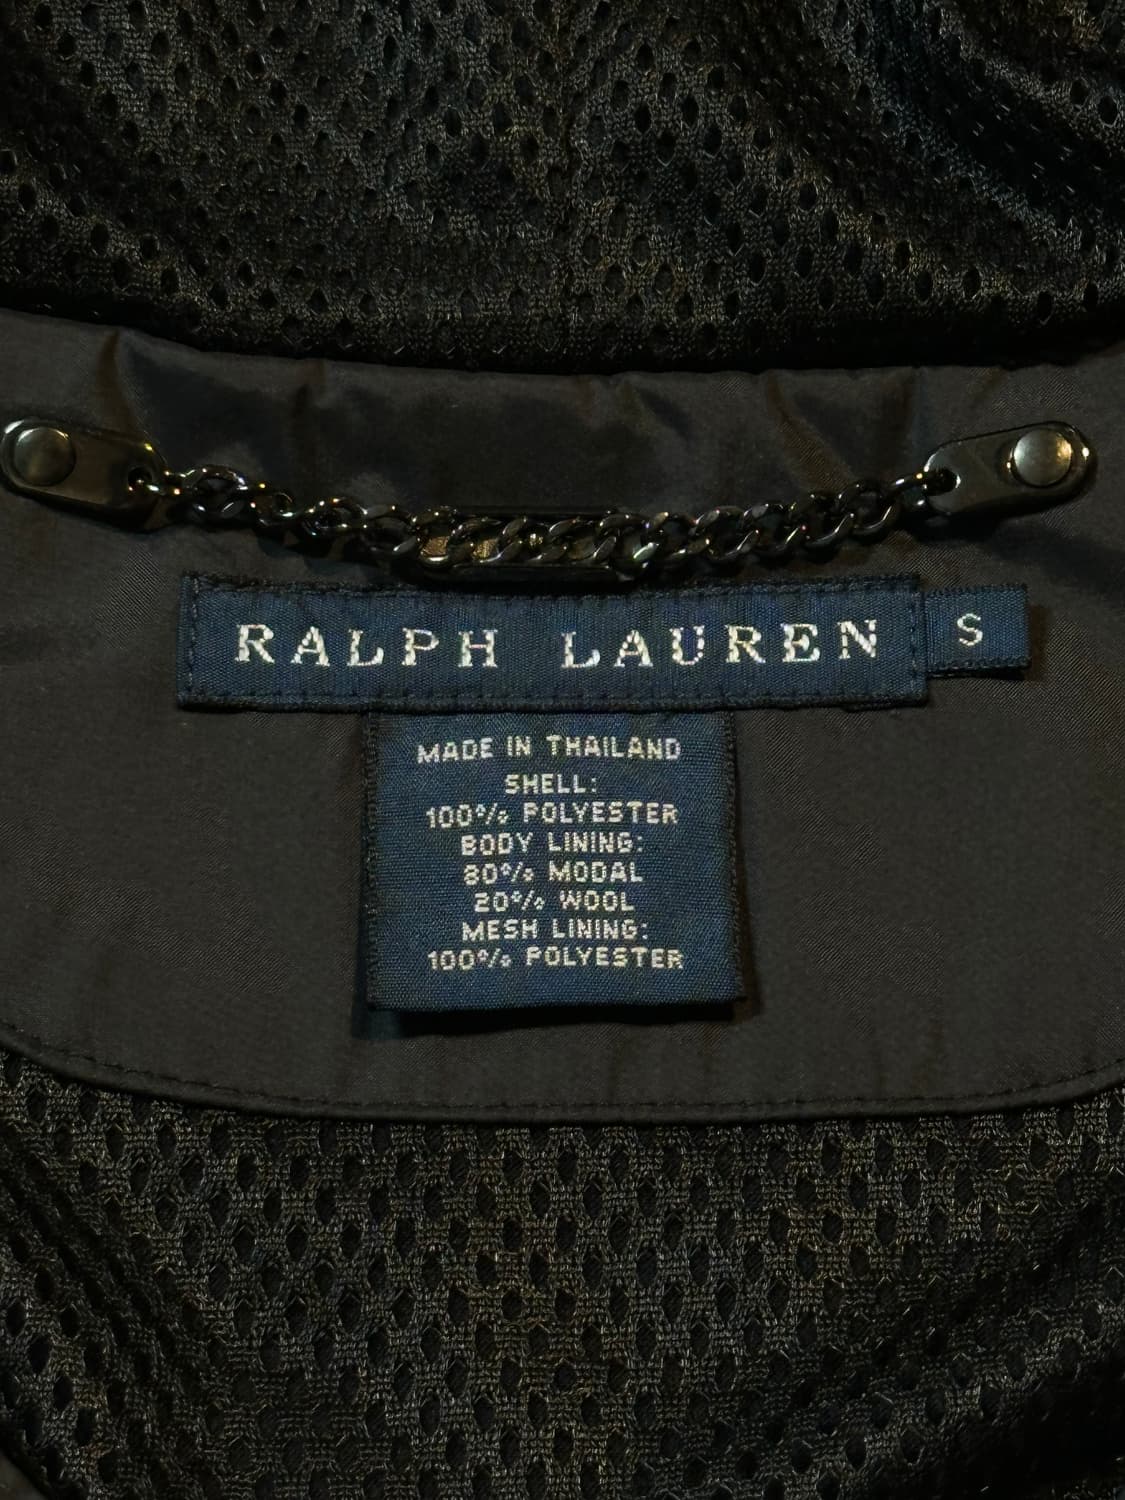 RALPH LAUREN
S
MADE IN THAILAND
SHELL:
100% POLYESTER
BODY LINING:
80% MODAL
20% WOOL
MESH LINING:
100% POLYESTER